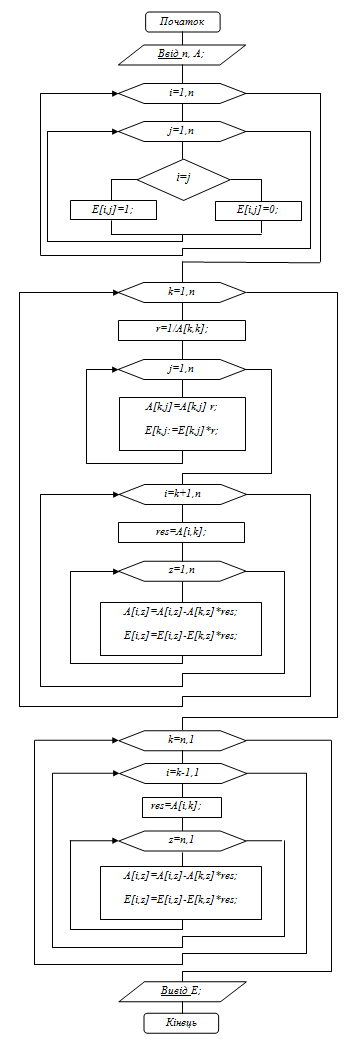 Початок
Ввід n, A;
i=1,n
j=1,n
i=j
E[i,j]=1;
E[i,j]=0;
k=1,n
r=1/A[k,k];
j=1,n
A[k,j]=A[k,j] r;
E[k,j:=E[k,j]*r;
i=k+1,n
res=A[i,k];
z=1,n
A[i,z]=A[i,z]-A[k,z]*res;
E[i,z]=E[i,z]-E[k,z]*res;
k=n,1
i=k-1,1
res=A[i,k];
z=n,1
A[i,z]=A[i,z]-A[k,z]*res;
E[i,z]=E[i,z]-E[k,z]*res;
Вивід E;
Кінець